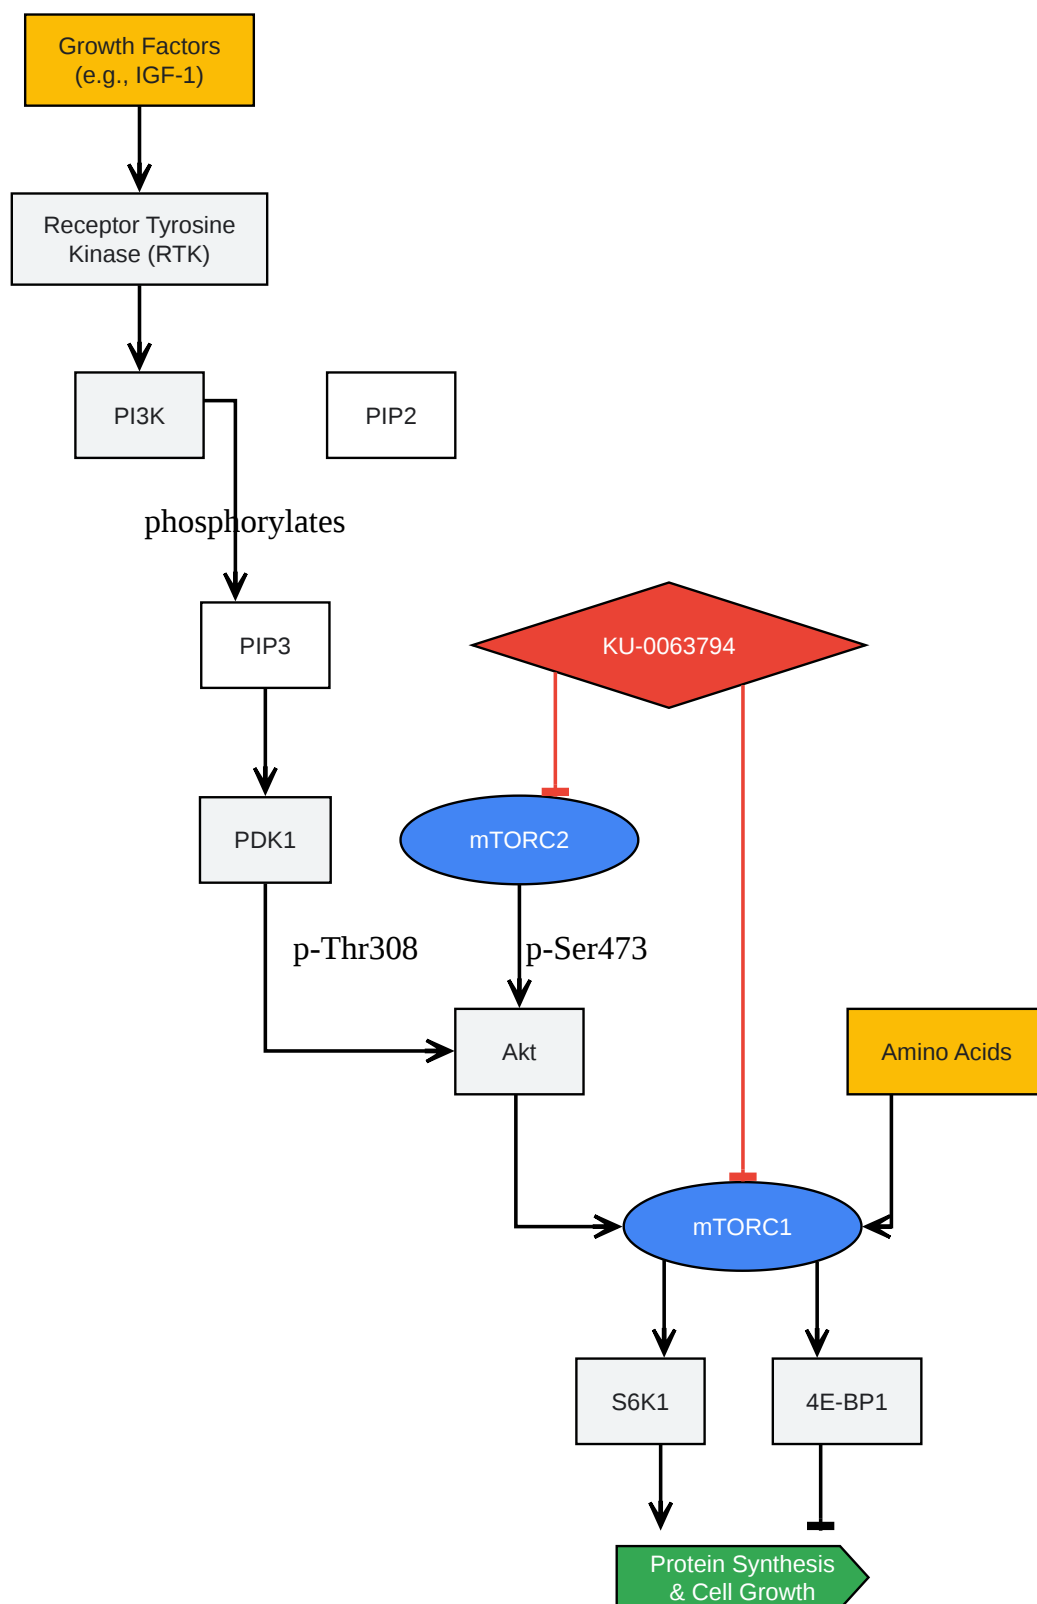 Growth Factors
(e.g., IGF-1)
Receptor Tyrosine
Kinase (RTK)
PI3K
PIP2
phosphorylates
PIP3
KU-0063794
PDK1
mTORC2
p-Thr308
p-Ser473
Akt
Amino Acids
mTORC1
S6K1
4E-BP1
Protein Synthesis
& Cell Growth